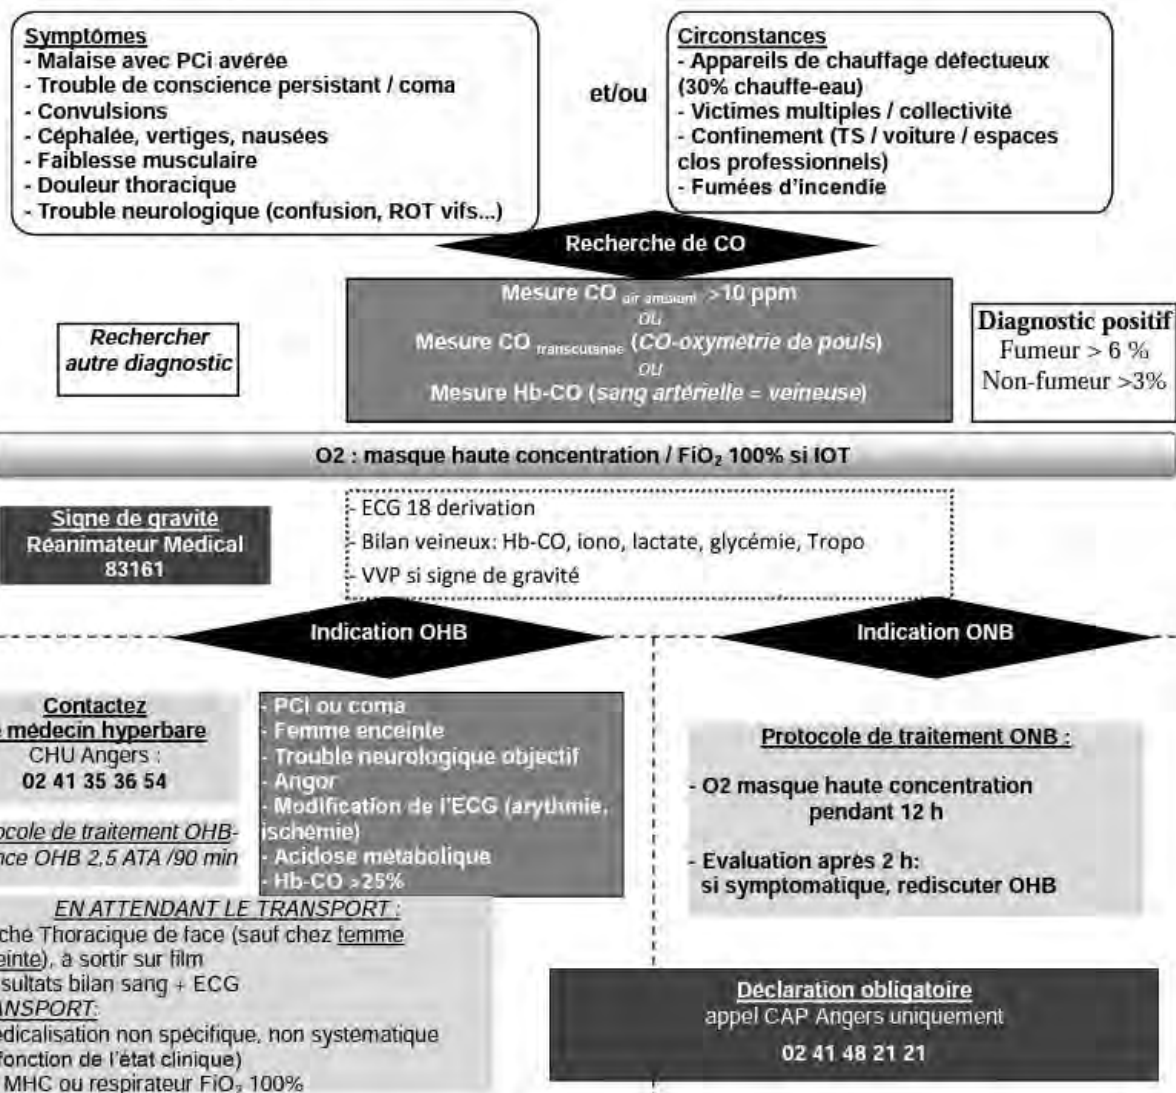 Symptômes
- Malaise avec PCi avérée
- Trouble de conscience persistant / coma
- Convulsions
- Céphalée, vertiges, nausées
- Faiblesse musculaire
- Douleur thoracique
- Trouble neurologique (confusion, ROT vifs...)
et/ou
Circonstances
- Appareils de chauffage défectueux
(30% chauffe-eau)
- Victimes multiples / collectivité
- Confinement (TS / voiture / espaces
clos professionnels)
- Fumées d'incendie
Recherche de CO
Rechercher
autre diagnostic
Mesure CO air ambiant >10 ppm
ou
Mesure CO transcutanée (CO-oxymétrie de pouls)
ou
Mesure Hb-CO (sang artérielle = veineuse)
Diagnostic positif
Fumeur > 6 %
Non-fumeur >3%
O2 : masque haute concentration / FiO₂ 100% si IOT
Signe de gravité
Réanimateur Médical
83161
- ECG 18 derivation
- Bilan veineux: Hb-CO, iono, lactate, glycémie, Tropo
- VVP si signe de gravité
Indication OHB
Indication ONB
Contactez
médecin hyperbare
CHU Angers :
02 41 35 36 54
ocole de traitement OHB-
nce OHB 2,5 ATA /90 min
- PCI ou coma
- Femme enceinte
- Trouble neurologique objectif
- Angor
- Modification de l'ECG (arythmie,
ischémie)
- Acidose métabolique
- Hb-CO >25%
Protocole de traitement ONB :
- O2 masque haute concentration
pendant 12 h
- Evaluation après 2 h:
si symptomatique, rediscuter OHB
EN ATTENDANT LE TRANSPORT :
ché Thoracique de face (sauf chez femme
einte), à sortir sur film
sultats bilan sang + ECG
ANSPORT:
édicalisation non spécifique, non systématique
fonction de l'état clinique)
MHC ou respirateur FiO₂ 100%
Déclaration obligatoire
appel CAP Angers uniquement
02 41 48 21 21